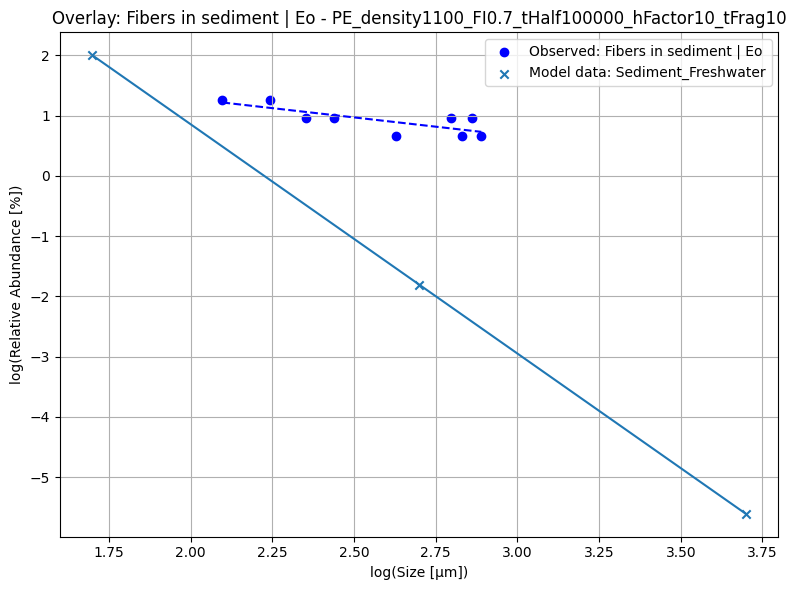 Overlay: Fibers in sediment | Eo - PE_density1100_FI0.7_tHalf100000_hFactor10_tFrag10
Observed: Fibers in sediment | Eo
Model data: Sediment_Freshwater
log(Relative Abundance [%])
2
1
0
−1
−2
−3
−4
−5
1.75 2.00 2.25 2.50 2.75 3.00 3.25 3.50 3.75
log(Size [µm])